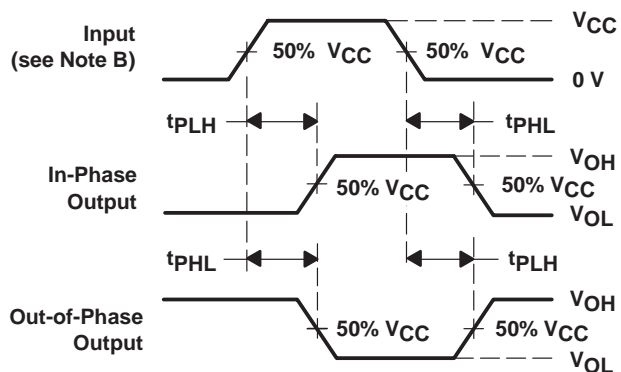 Input
(see Note B)
50% VCC
50% VCC
VCC
0 V
tPLH
tPHL
In-Phase
Output
50% VCC
50% VCC
VOH
VOL
tPHL
tPLH
Out-of-Phase
Output
50% VCC
50% VCC
VOH
VOL